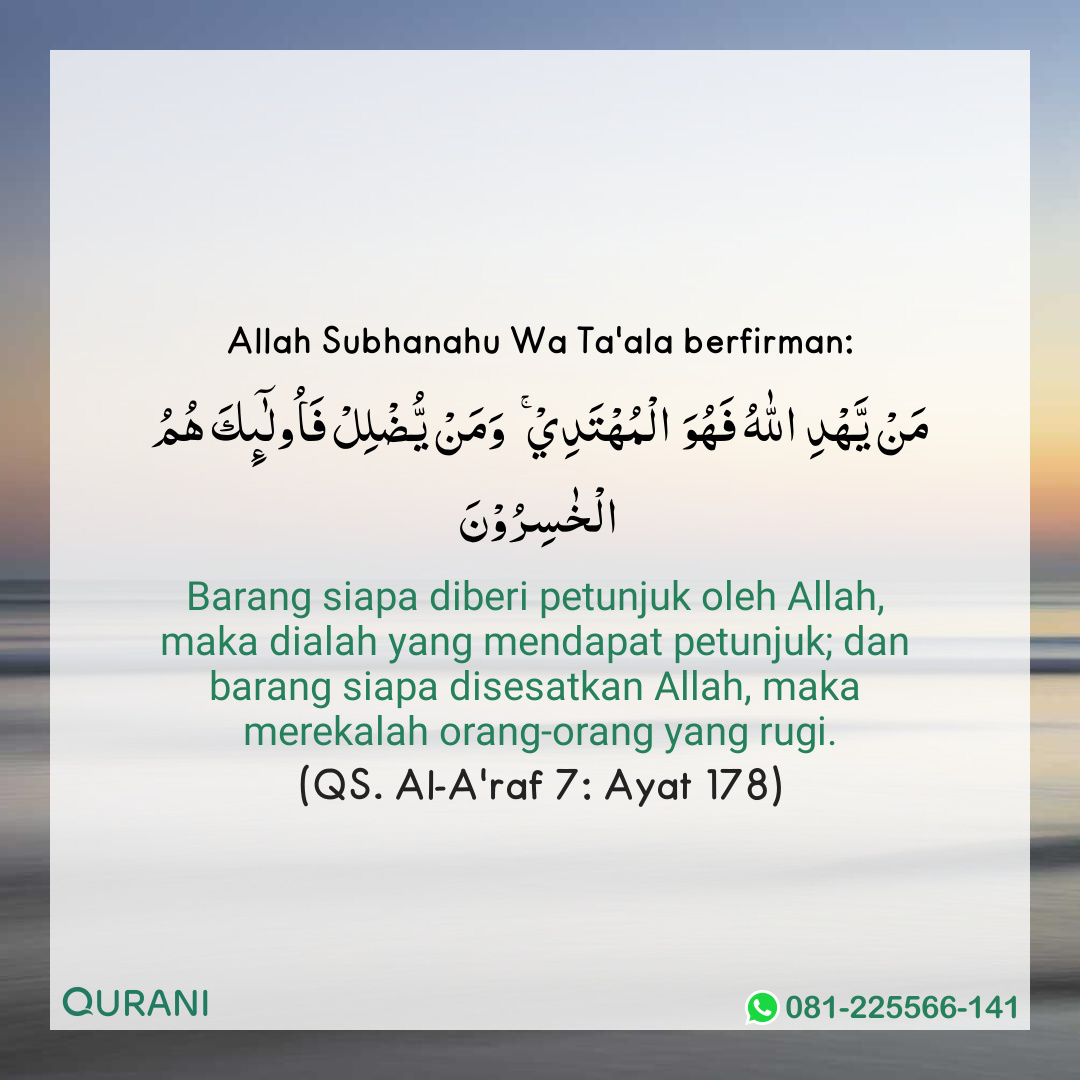 Allah Subhanahu Wa Ta'ala berfirman:
مَنْ يَّهْدِ اللّٰهُ فَهُوَ الْمُهْتَدِيْ ۚ وَمَنْ يُّضْلِلْ فَاُولٰٓئِكَ هُمُ
الْخٰسِرُوْنَ
Barang siapa diberi petunjuk oleh Allah,
maka dialah yang mendapat petunjuk; dan
barang siapa disesatkan Allah, maka
merekalah orang-orang yang rugi.
(QS. Al-A'raf 7: Ayat 178)
QURANI
081-225566-141